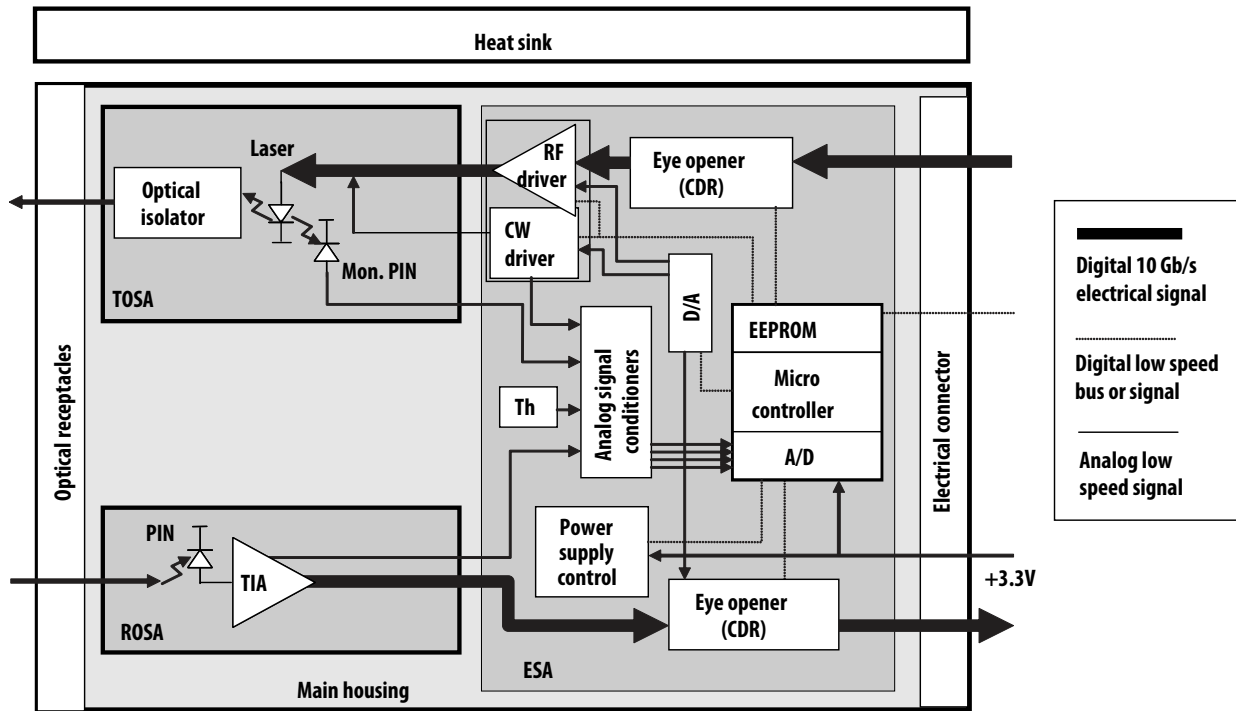 Heat sink
Laser
RF
driver
Eye opener
(CDR)
Optical
isolator
CW
driver
Mon. PIN
TOSA
D/A
EEPROM
Micro
controller
A/D
Analog signal
conditioners
Th
Optical receptacles
Electrical connector
PIN
TIA
ROSA
Power
supply
control
+3.3V
Eye opener
(CDR)
ESA
Main housing
Digital 10 Gb/s
electrical signal
Digital low speed
bus or signal
Analog low
speed signal